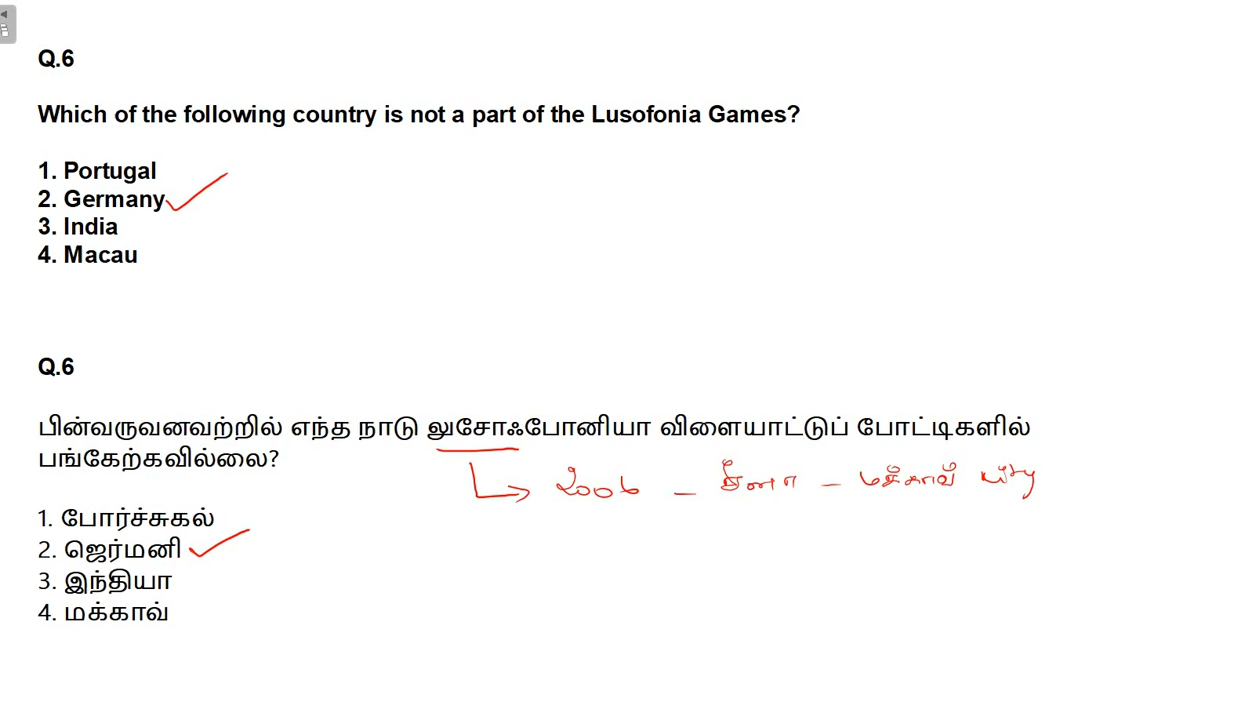 Q.6
Which of the following country is not a part of the Lusofonia Games?
1. Portugal
2. Germany
3. India
4. Macau
Q.6
பின்வருவனவற்றில் எந்த நாடு லுசோஃபோனியா விளையாட்டுப் போட்டிகளில்
பங்கேற்கவில்லை?
2006 - சீனா - மக்காவ்
1. போர்ச்சுகல்
2. ஜெர்மனி
3. இந்தியா
4. மக்காவ்